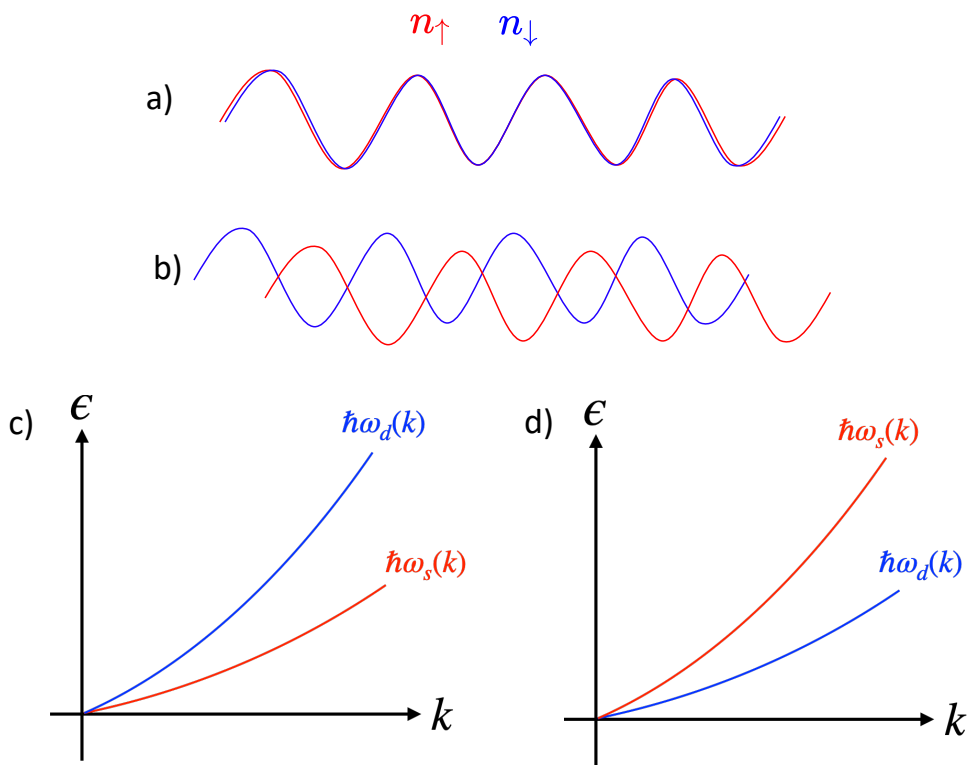 n↑ n↓
a)
b)
c) ϵ ħω_d(k) ħω_s(k) k
d) ϵ ħω_s(k) ħω_d(k) k